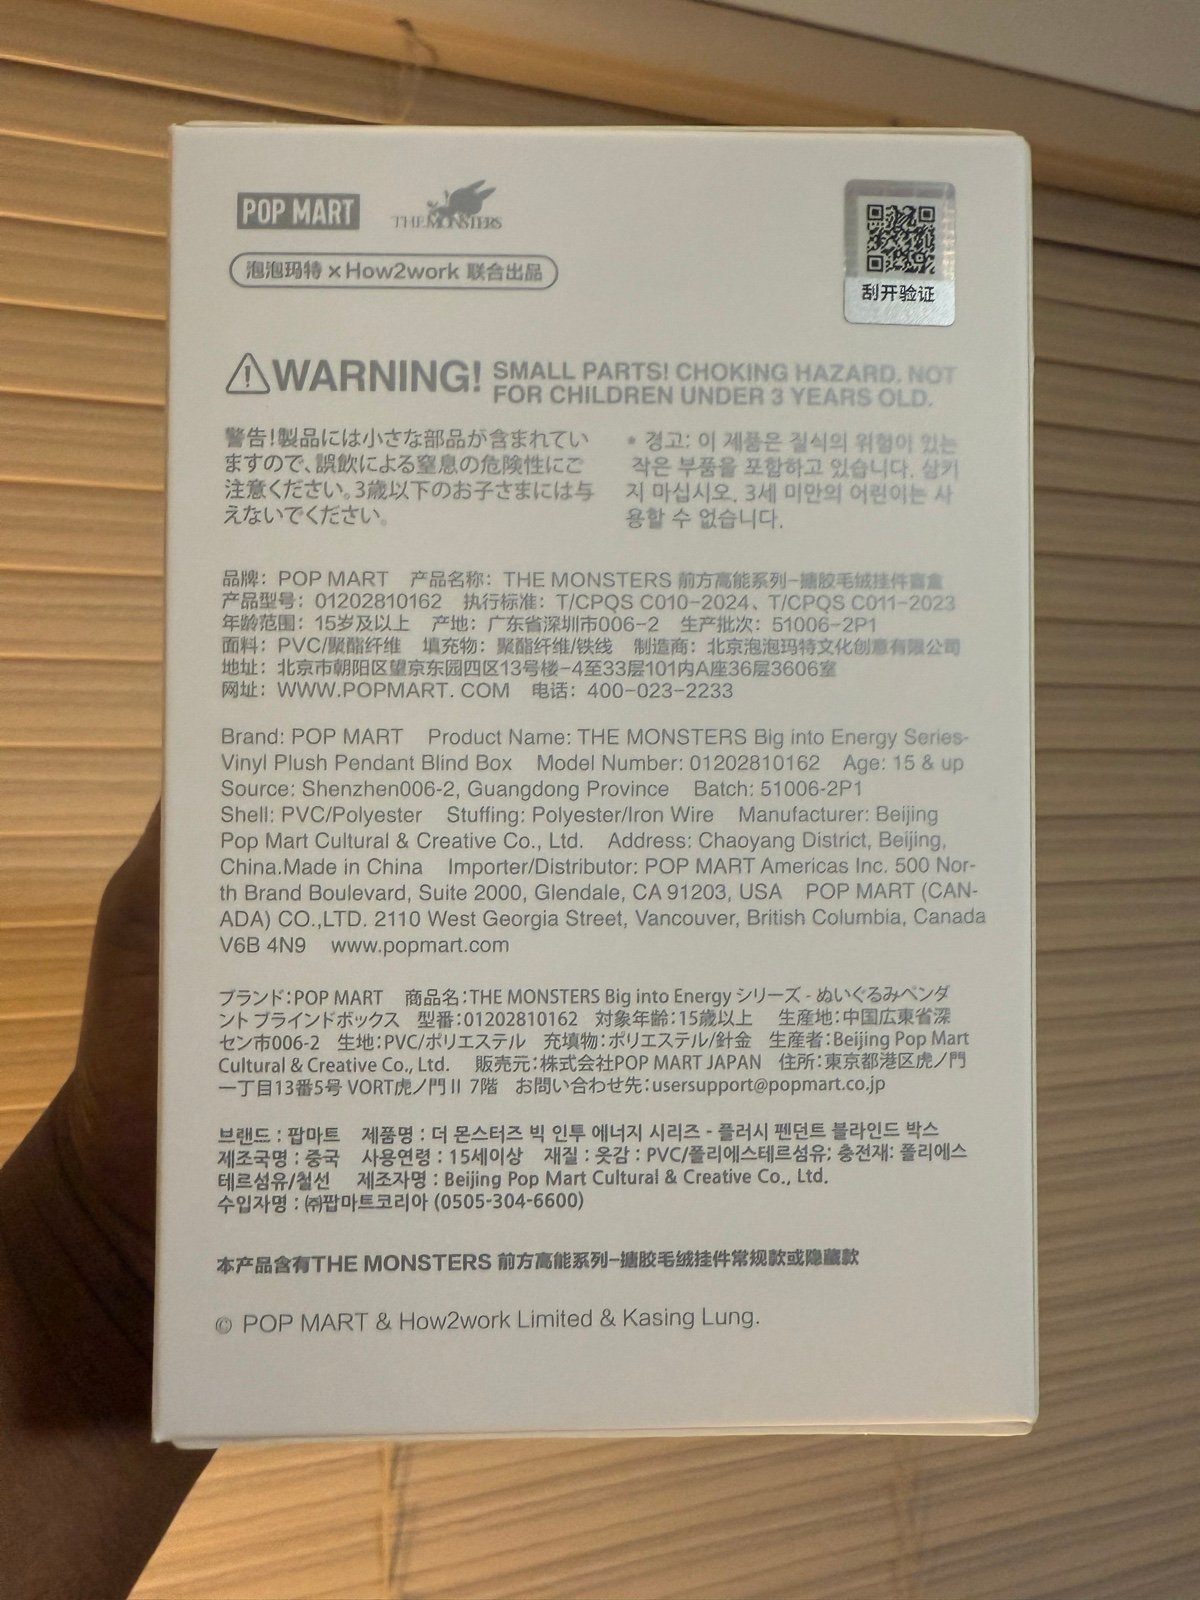 POP MART
THE MONSTERS
泡泡玛特×How2work 联合出品
刮开验证
WARNING! SMALL PARTS! CHOKING HAZARD. NOT
FOR CHILDREN UNDER 3 YEARS OLD.
警告!製品には小さな部品が含まれてい
ますので、誤飲による窒息の危険性にご
注意ください。3歳以下のお子さまには与
えないでください。
• 경고: 이 제품은 질식의 위험이 있는
작은 부품을 포함하고 있습니다. 삼키
지 마십시오. 3세 미만의 어린이는 사
용할 수 없습니다.
品牌：POP MART 产品名称：THE MONSTERS 前方高能系列-搪胶毛绒挂件盲盒
产品型号：01202810162 执行标准：T/CPQS C010-2024、T/CPQS C011-2023
年龄范围：15岁及以上 产地：广东省深圳市006-2 生产批次：51006-2P1
面料：PVC/聚酯纤维 填充物：聚酯纤维/铁线 制造商：北京泡泡玛特文化创意有限公司
地址：北京市朝阳区望京东园四区13号楼-4至33层101内A座36层3606室
网址：WWW.POPMART.COM 电话：400-023-2233
Brand: POP MART Product Name: THE MONSTERS Big into Energy Series-
Vinyl Plush Pendant Blind Box Model Number: 01202810162 Age: 15 & up
Source: Shenzhen006-2, Guangdong Province Batch: 51006-2P1
Shell: PVC/Polyester Stuffing: Polyester/Iron Wire Manufacturer: Beijing
Pop Mart Cultural & Creative Co., Ltd. Address: Chaoyang District, Beijing,
China.Made in China Importer/Distributor: POP MART Americas Inc. 500 Nor-
th Brand Boulevard, Suite 2000, Glendale, CA 91203, USA POP MART (CAN-
ADA) CO.,LTD. 2110 West Georgia Street, Vancouver, British Columbia, Canada
V6B 4N9 www.popmart.com
ブランド:POP MART 商品名:THE MONSTERS Big into Energy シリーズ - ぬいぐるみペンダ
ント ブラインドボックス 型番:01202810162 対象年齢:15歳以上 生産地:中国広東省深
セン市006-2 生地:PVC/ポリエステル 充填物:ポリエステル/針金 生産者:Beijing Pop Mart
Cultural & Creative Co., Ltd. 販売元:株式会社POP MART JAPAN 住所:東京都港区虎ノ門
一丁目13番5号 VORT虎ノ門Ⅱ 7階 お問い合わせ先:usersupport@popmart.co.jp
브랜드 : 팝마트 제품명 : 더 몬스터즈 빅 인투 에너지 시리즈 - 플러시 펜던트 블라인드 박스
제조국명 : 중국 사용연령 : 15세이상 재질 : 옷감 : PVC/폴리에스테르섬유; 충전재: 폴리에스
테르섬유/철선 제조자명 : Beijing Pop Mart Cultural & Creative Co., Ltd.
수입자명 : ㈜팝마트코리아 (0505-304-6600)
本产品含有THE MONSTERS 前方高能系列-搪胶毛绒挂件常规款或隐藏款
© POP MART & How2work Limited & Kasing Lung.